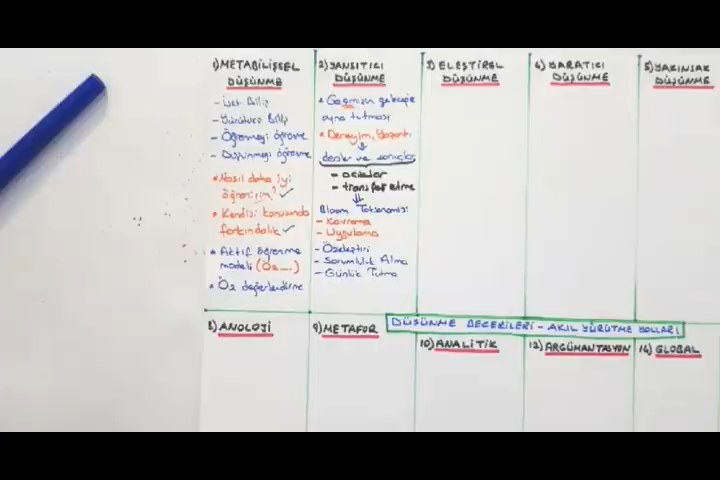 1) METABİLİŞSEL
DÜŞÜNME
- Üst Biliş
- Yürütücü Biliş
- Öğrenmeyi öğrenme
- Düşünmeyi öğrenme
* Nasıl daha iyi
öğrenirim? ✓
* Kendisi konusunda
farkındalık ✓
* Aktif öğrenme
modeli (Öz ....)
* Öz değerlendirme
2) YANSITICI
DÜŞÜNME
* Geçmişin geleceğe
ayna tutması
* Deneyim, Yaşantı
dersler ve sonuçlar
= transfer etme
Bloom Taksonomisi
- Kavrama
- Uygulama
- Özeleştiri
- Sorumluluk Alma
- Günlük Tutma
3) ELEŞTİREL
DÜŞÜNME
4) YARATICI
DÜŞÜNME
5) YAKINSAK
DÜŞÜNME
DÜŞÜNME BECERİLERİ - AKIL YÜRÜTME YOLLARI
8) ANOLOJİ
9) METAFOR
10) ANALİTİK
12) ARGÜMANTASYON
14) GLOBAL